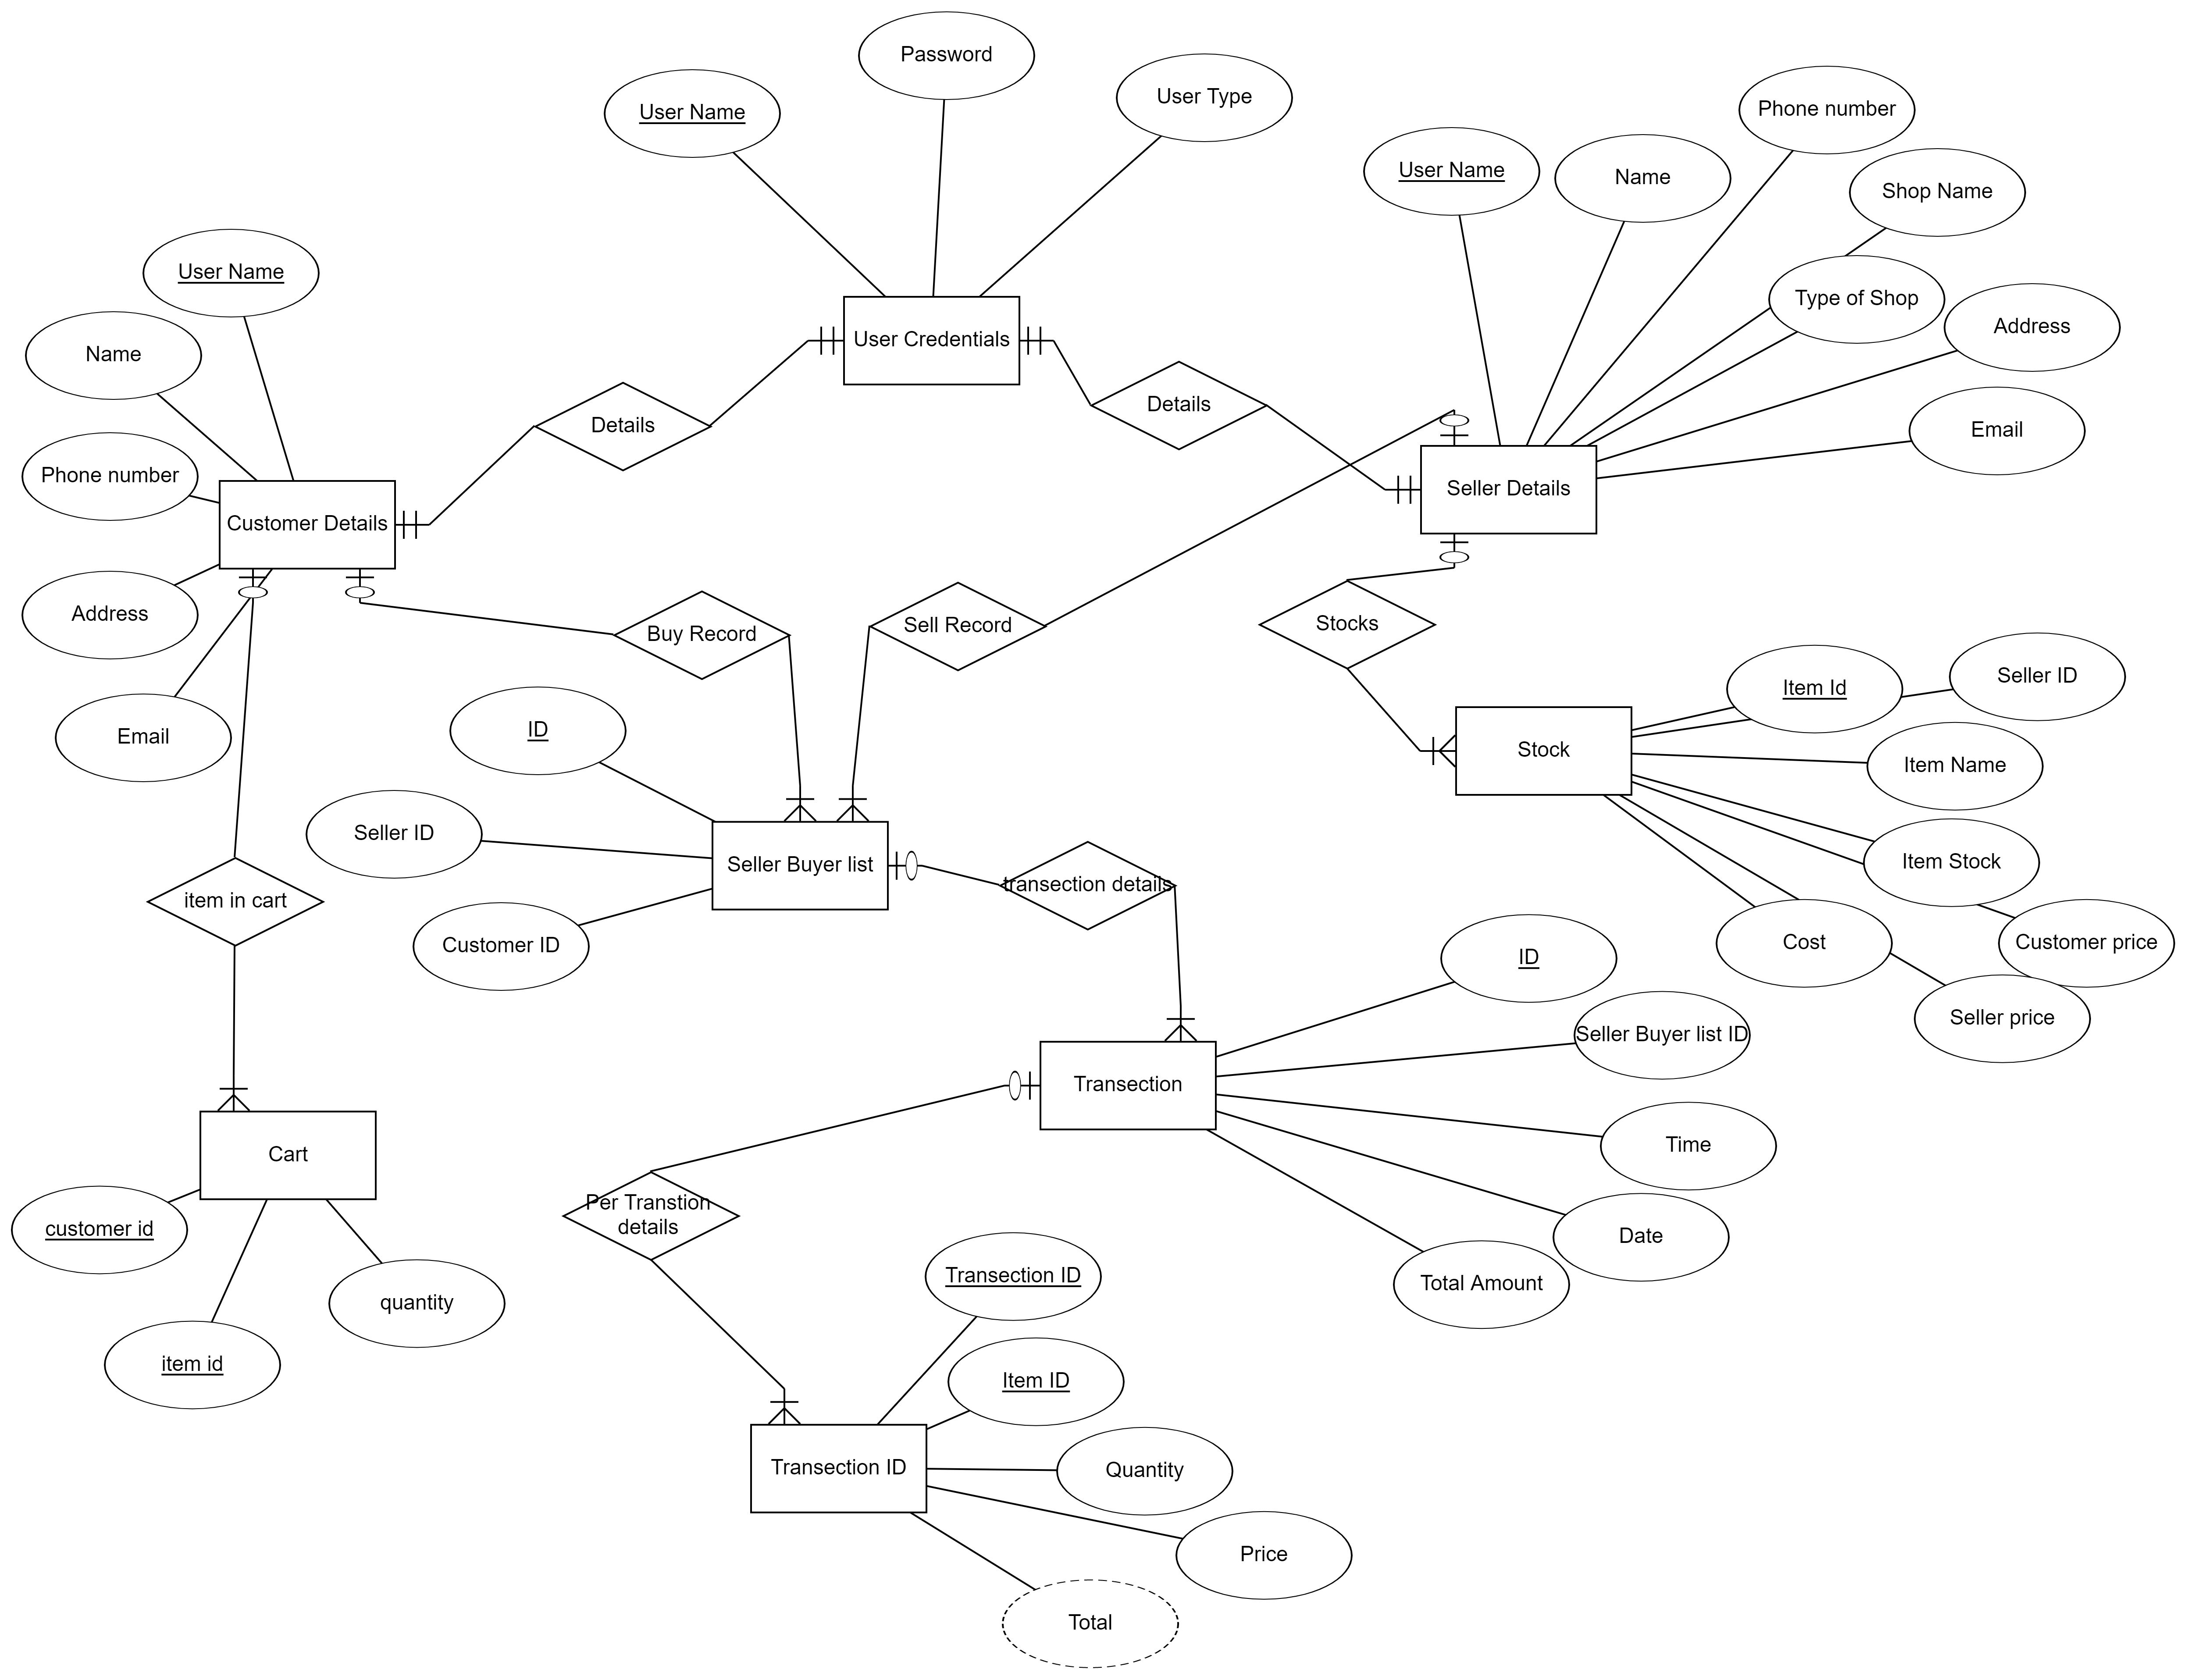 Password
User Type
User Name
Phone number
User Name
Name
Shop Name
User Name
Type of Shop
Address
User Credentials
Name
Details
Details
Email
Phone number
Customer Details
Seller Details
Address
Buy Record
Sell Record
Stocks
Email
ID
Item Id
Seller ID
Stock
Item Name
Seller ID
Seller Buyer list
Item Stock
transection details
item in cart
Customer ID
Cost
Customer price
ID
Seller price
Seller Buyer list ID
Transection
Time
Cart
Per Transtion
details
customer id
Date
Transection ID
Total Amount
quantity
item id
Item ID
Transection ID
Quantity
Price
Total